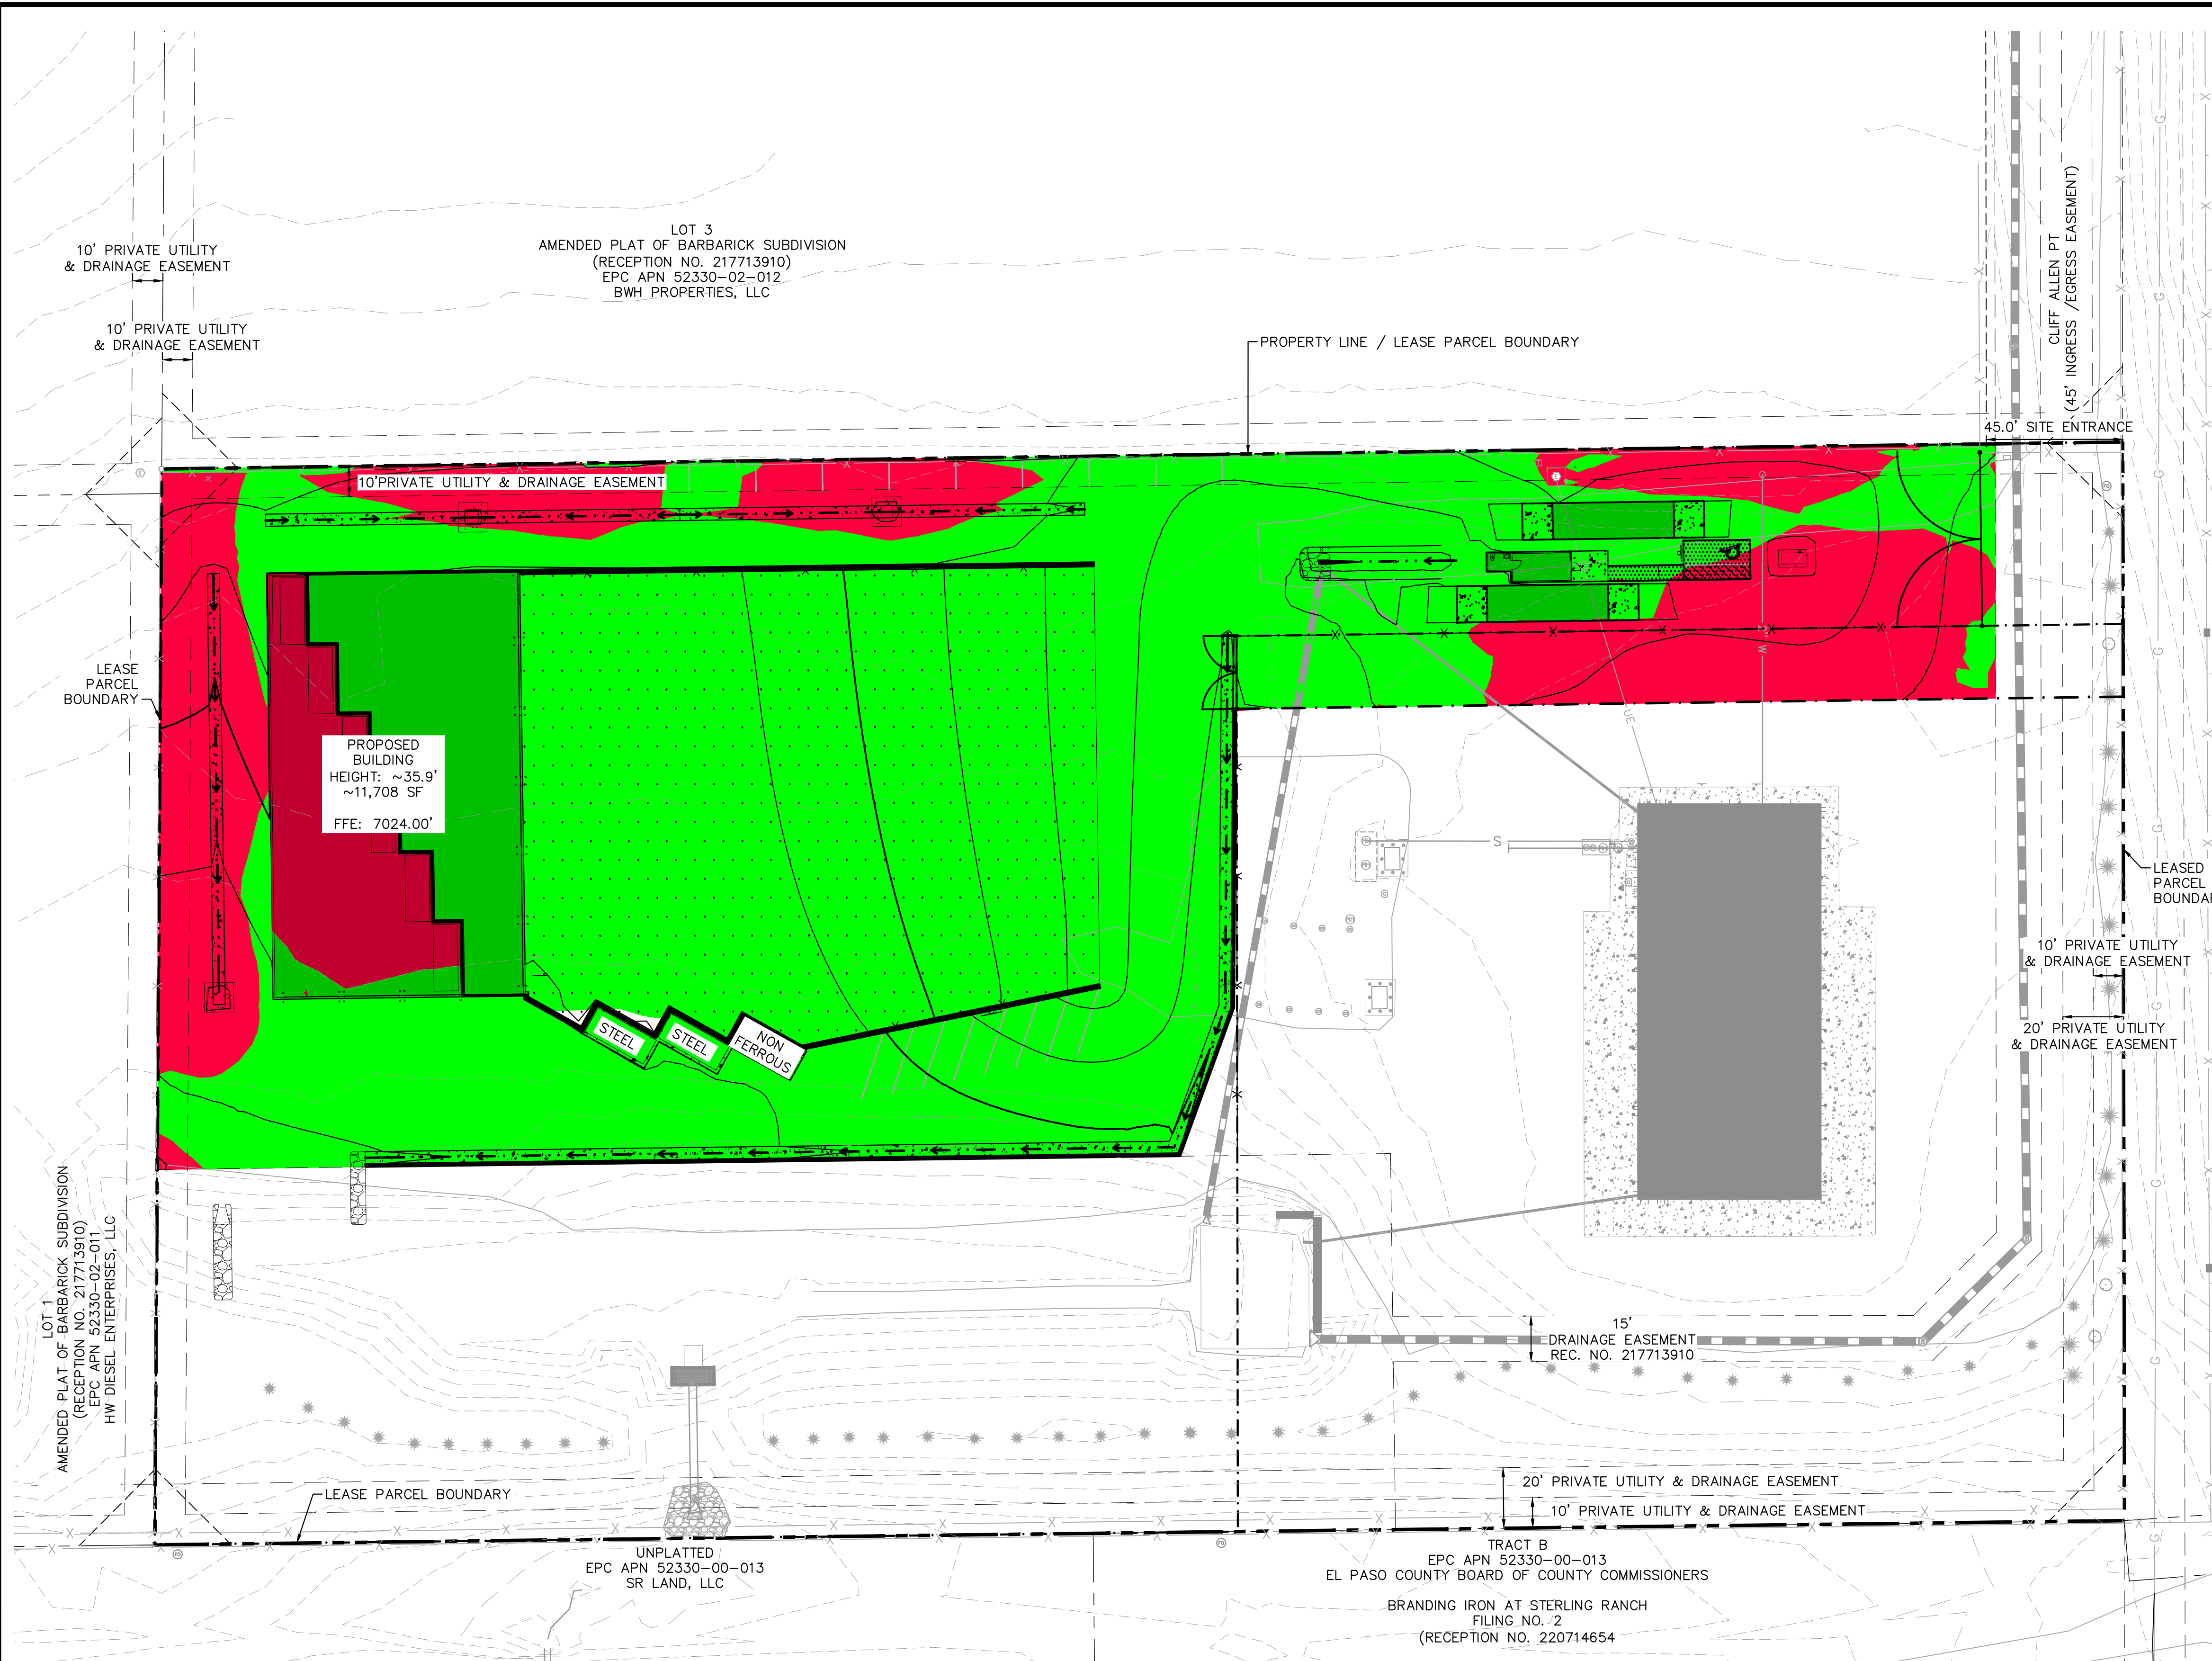 LOT 3
AMENDED PLAT OF BARBARICK SUBDIVISION
(RECEPTION NO. 217713910)
EPC APN 52330-02-012
BWH PROPERTIES, LLC
10' PRIVATE UTILITY
& DRAINAGE EASEMENT
10' PRIVATE UTILITY
& DRAINAGE EASEMENT
PROPERTY LINE / LEASE PARCEL BOUNDARY
CLIFF ALLEN PT
(45' INGRESS /EGRESS EASEMENT)
45.0' SITE ENTRANCE
10'PRIVATE UTILITY & DRAINAGE EASEMENT
LEASE
PARCEL
BOUNDARY
PROPOSED
BUILDING
HEIGHT: ~35.9'
~11,708 SF
FFE: 7024.00'
STEEL
STEEL
NON
FERROUS
UE
W
S
G
G
G
G
G
G
G
G
LEASED
PARCEL
BOUNDAR
10' PRIVATE UTILITY
& DRAINAGE EASEMENT
20' PRIVATE UTILITY
& DRAINAGE EASEMENT
LOT 1
AMENDED PLAT OF BARBARICK SUBDIVISION
(RECEPTION NO. 217713910)
EPC APN 52330-02-011
HW DIESEL ENTERPRISES, LLC
15'
DRAINAGE EASEMENT
REC. NO. 217713910
LEASE PARCEL BOUNDARY
20' PRIVATE UTILITY & DRAINAGE EASEMENT
10' PRIVATE UTILITY & DRAINAGE EASEMENT
UNPLATTED
EPC APN 52330-00-013
SR LAND, LLC
TRACT B
EPC APN 52330-00-013
EL PASO COUNTY BOARD OF COUNTY COMMISSIONERS
BRANDING IRON AT STERLING RANCH
FILING NO. 2
(RECEPTION NO. 220714654